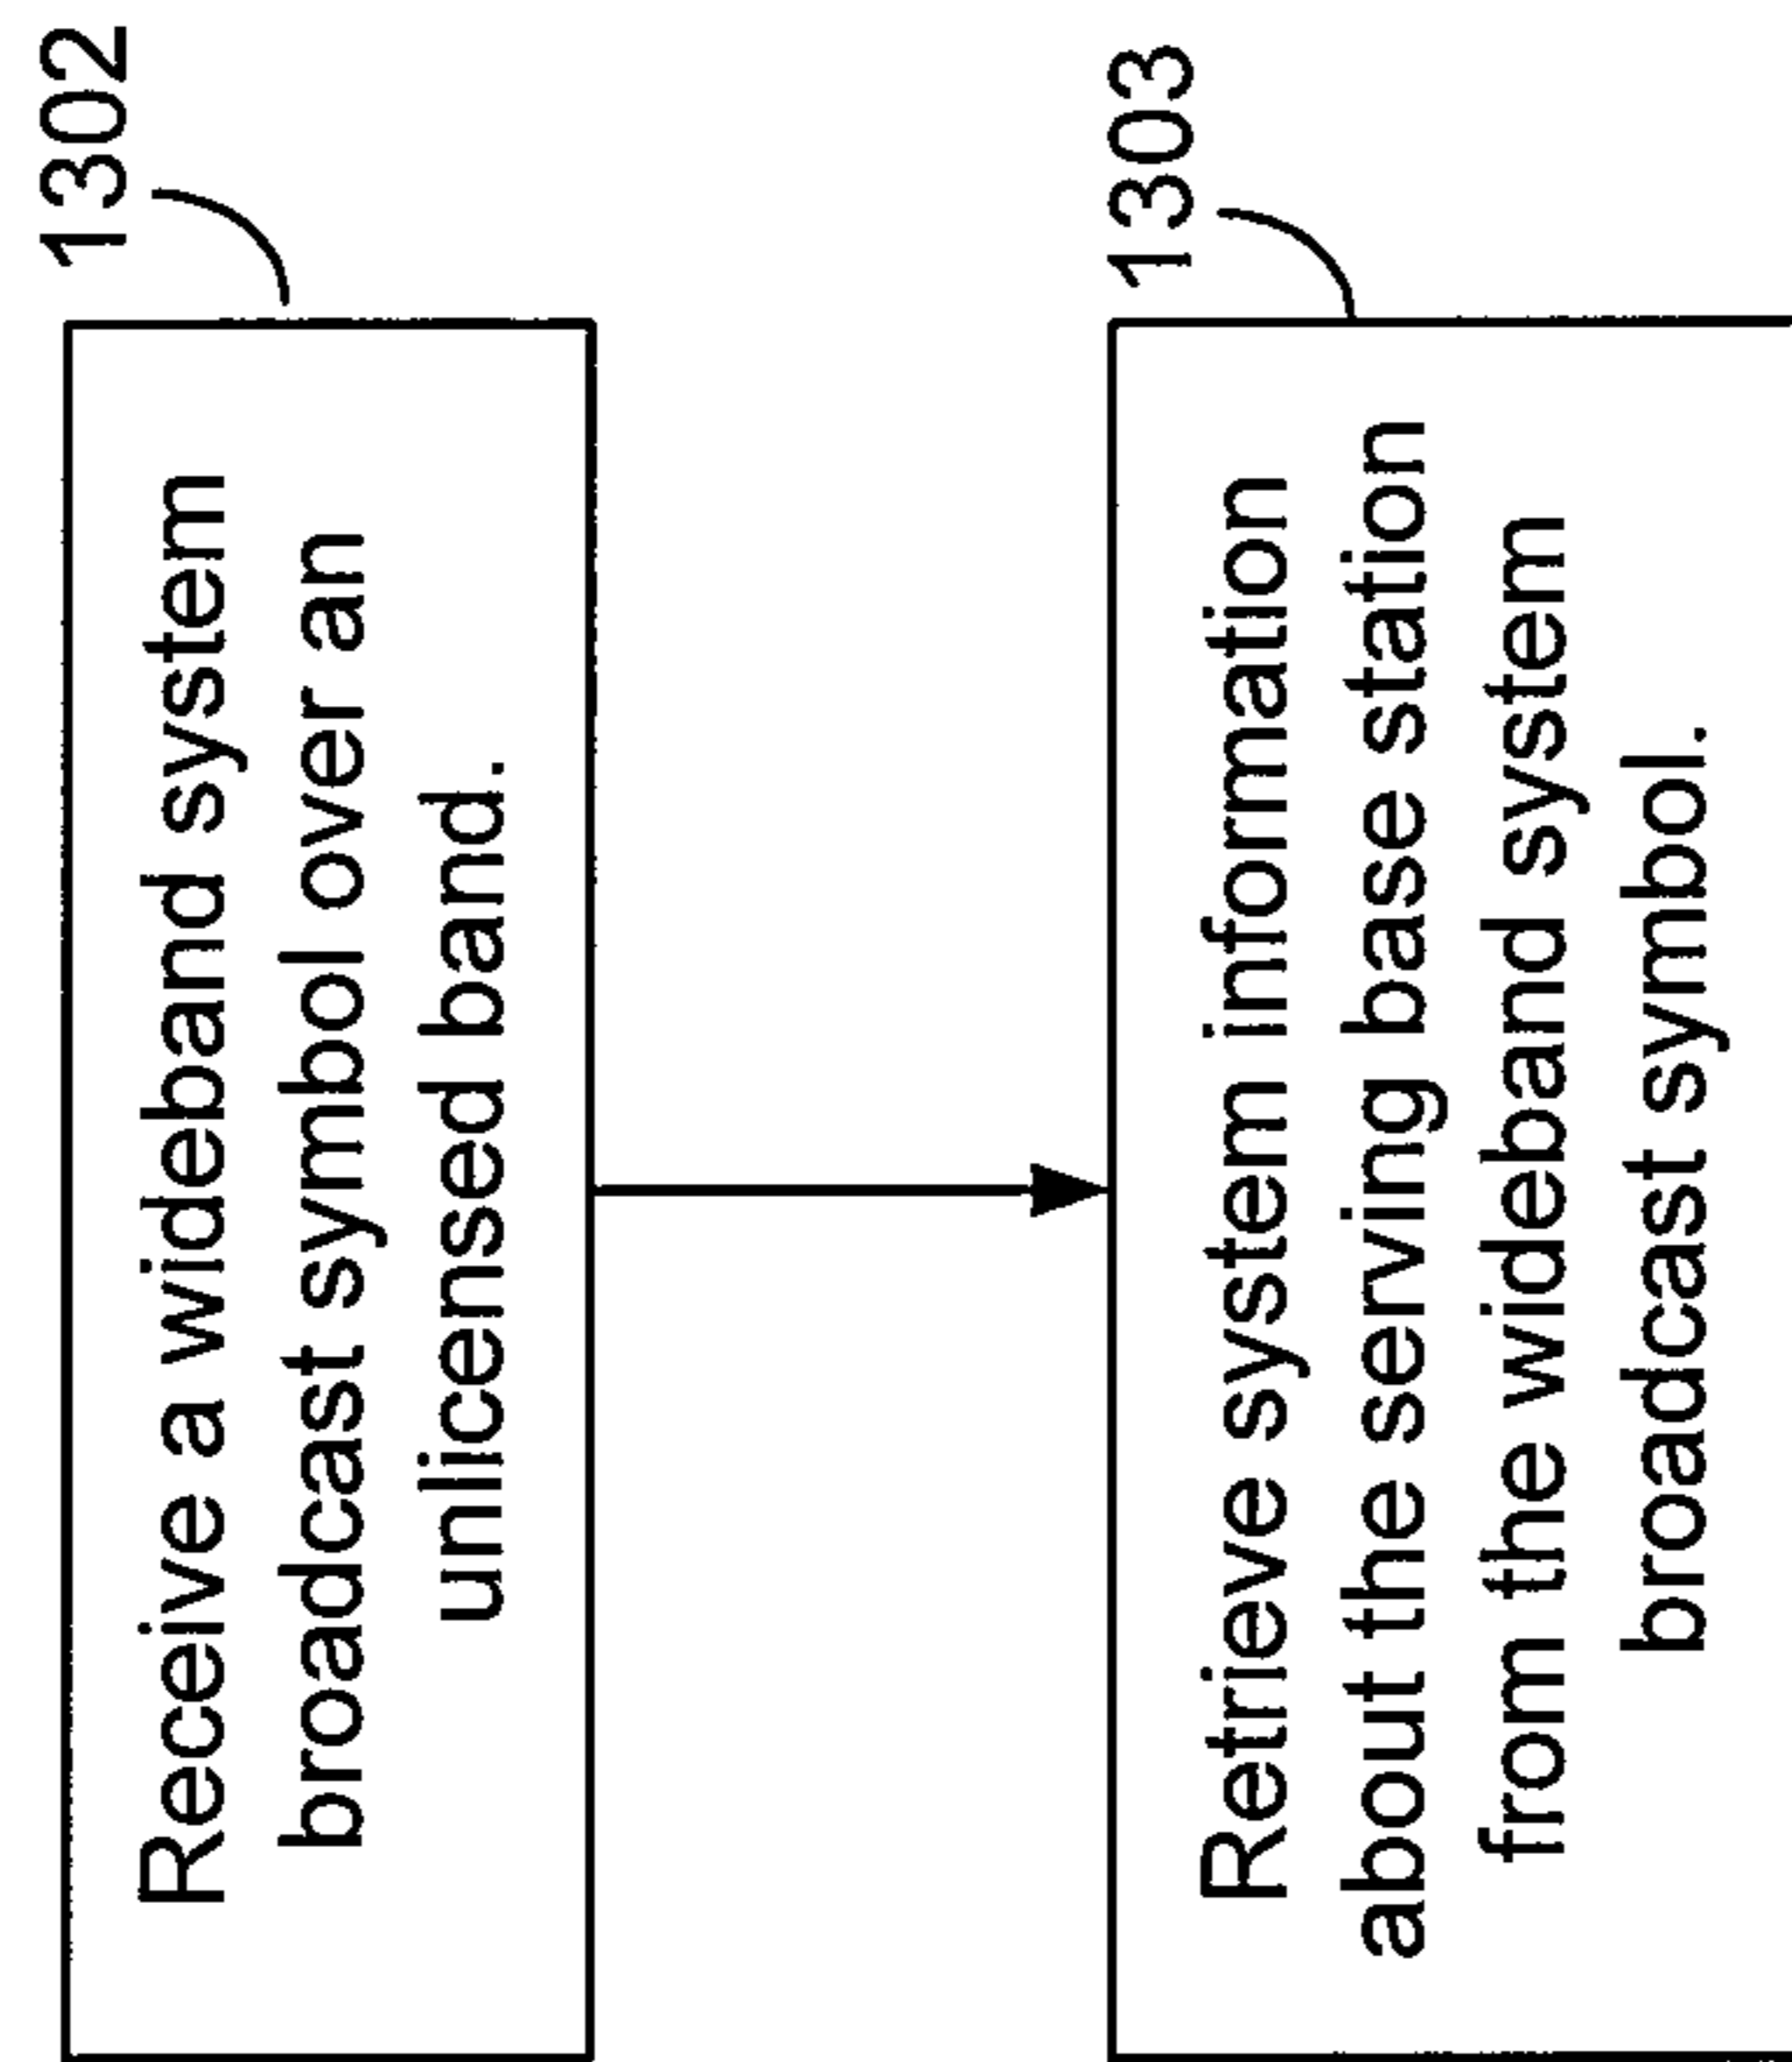 1302
Receive a wideband system
broadcast symbol over an
unlicensed band.
1303
Retrieve system information
about the serving base station
from the wideband system
broadcast symbol.